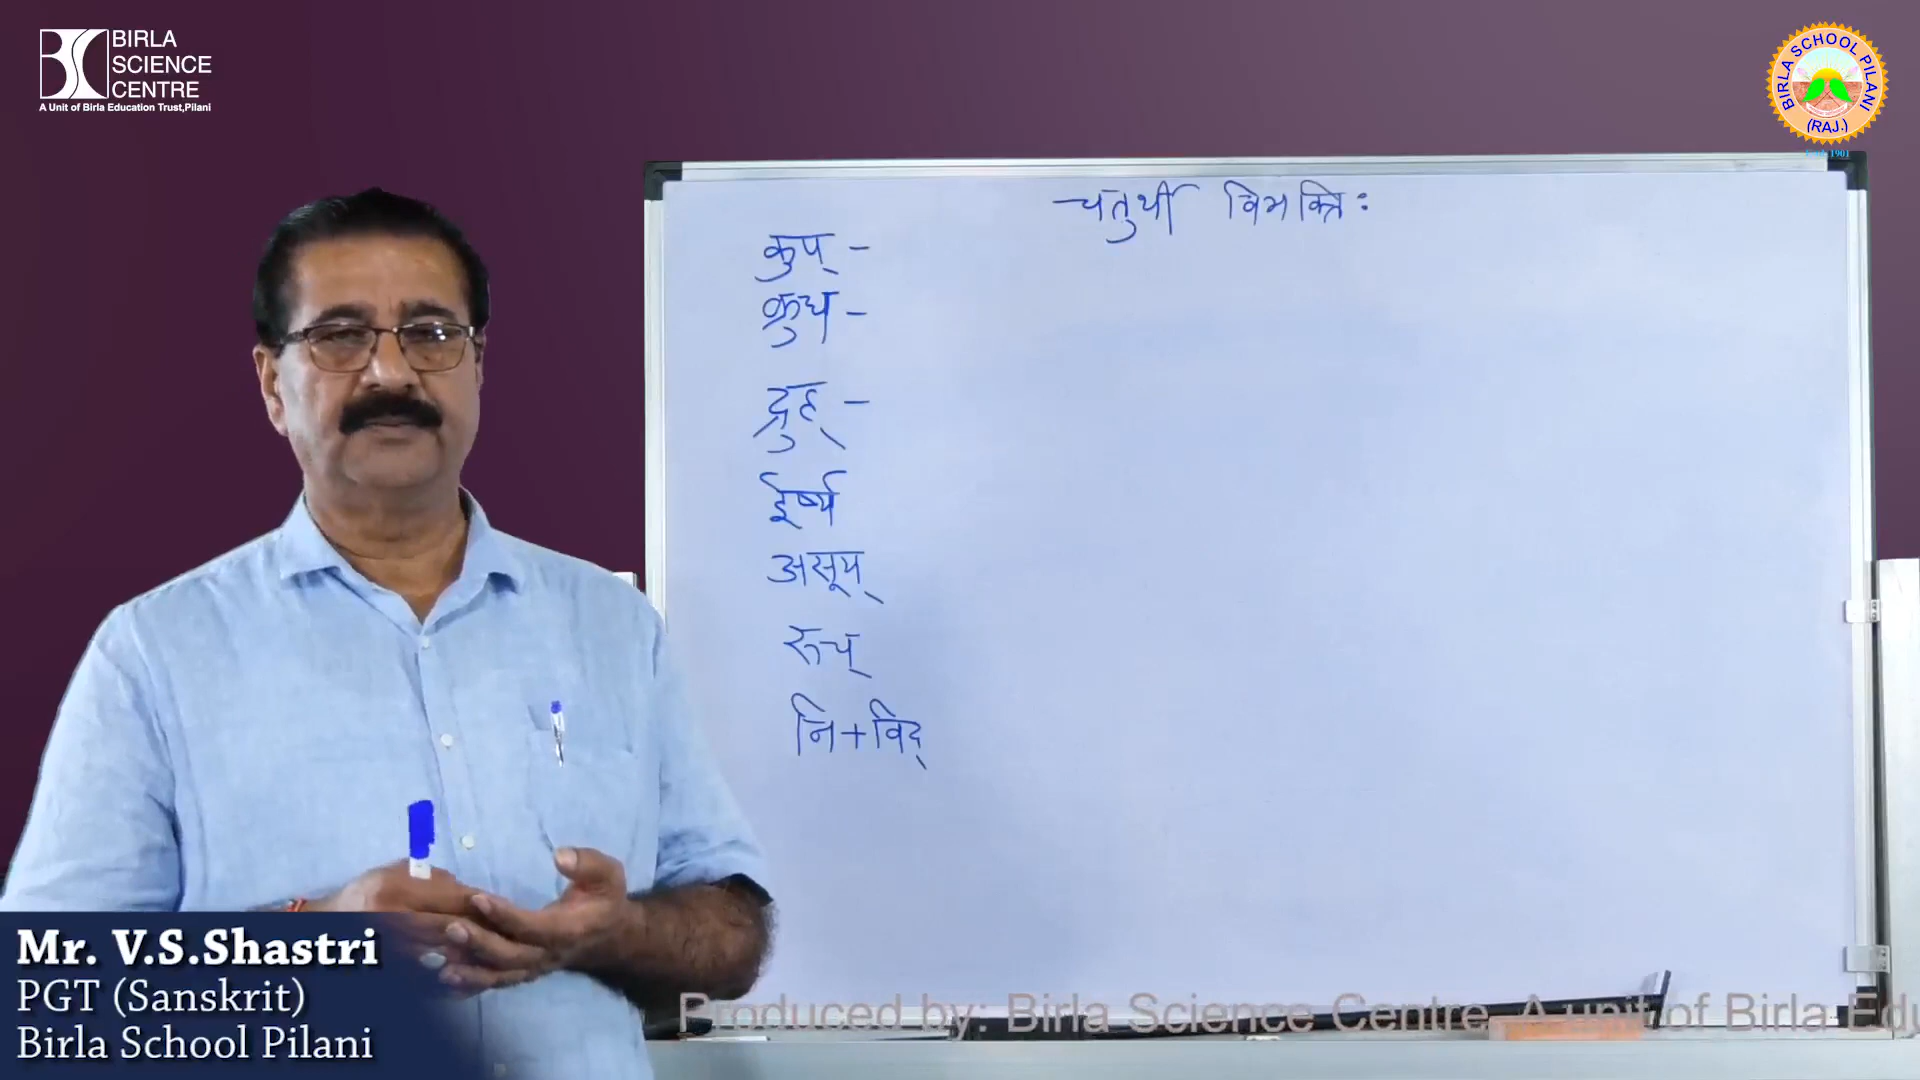 BIRLA
SCIENCE
CENTRE
A Unit of Birla Education Trust,Pilani
BIRLA SCHOOL PILANI
(RAJ.)
चतुर्थी विभक्ति:
कुप् -
क्रुध -
द्रुह् -
ईर्ष्य
असूय्
रुच्
नि+विद्
Mr. V.S.Shastri
PGT (Sanskrit)
Birla School Pilani
Produced by: Birla Science Centre, A unit of Birla Edu